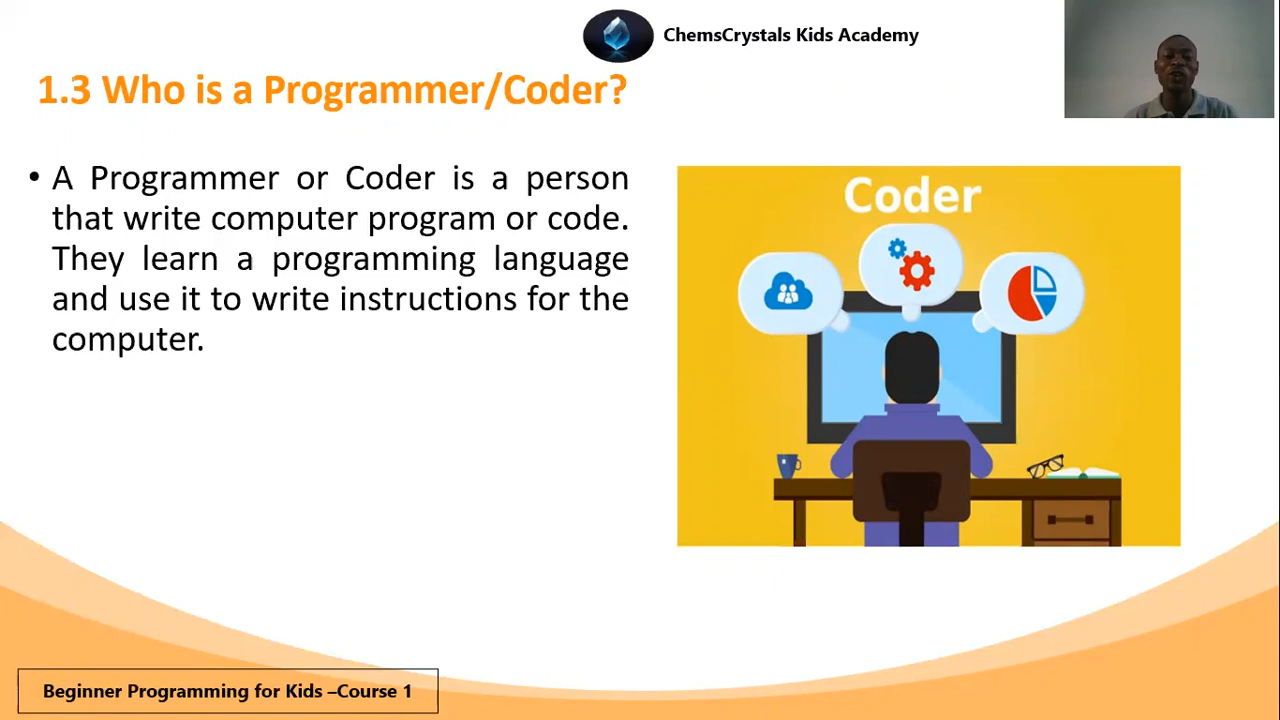 ChemsCrystals Kids Academy
1.3 Who is a Programmer/Coder?
• A Programmer or Coder is a person
that write computer program or code.
They learn a programming language
and use it to write instructions for the
computer.
Coder
Beginner Programming for Kids –Course 1